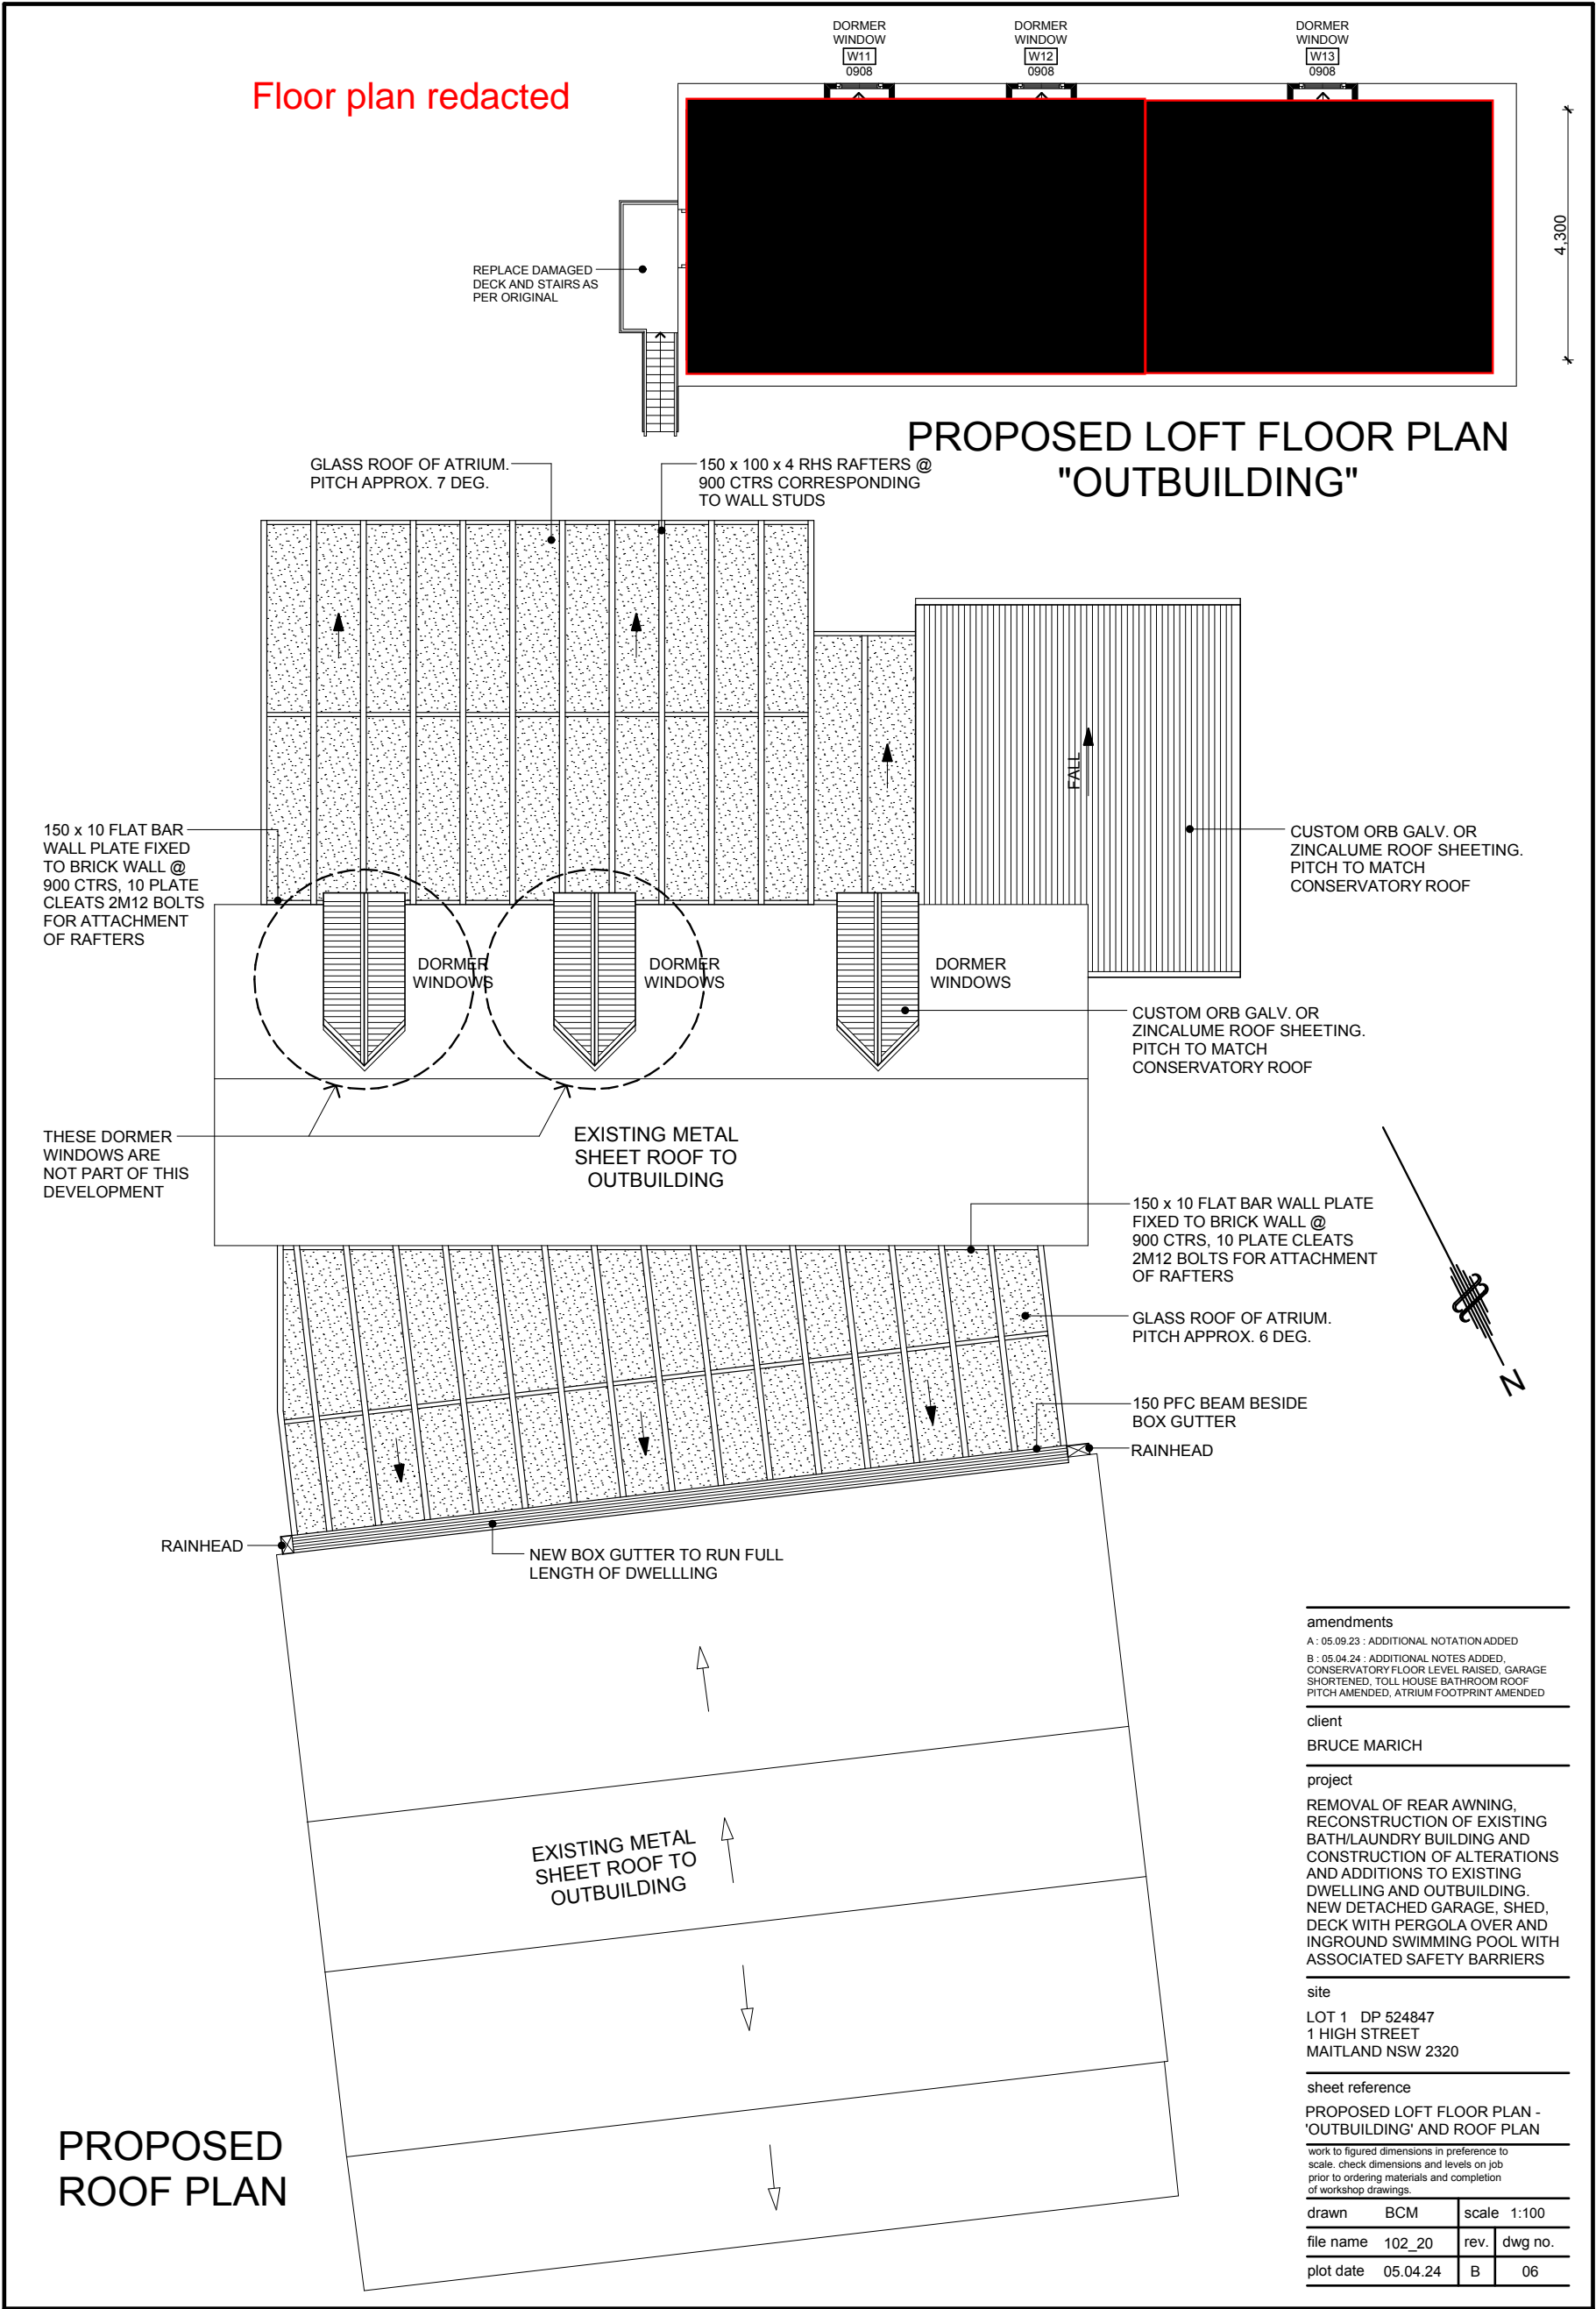 DORMER
WINDOW
W11
0908
DORMER
WINDOW
W12
0908
DORMER
WINDOW
W13
0908
Floor plan redacted
4,300
REPLACE DAMAGED
DECK AND STAIRS AS
PER ORIGINAL
PROPOSED LOFT FLOOR PLAN
"OUTBUILDING"
GLASS ROOF OF ATRIUM.
PITCH APPROX. 7 DEG.
150 x 100 x 4 RHS RAFTERS @
900 CTRS CORRESPONDING
TO WALL STUDS
FALL
150 x 10 FLAT BAR
WALL PLATE FIXED
TO BRICK WALL @
900 CTRS, 10 PLATE
CLEATS 2M12 BOLTS
FOR ATTACHMENT
OF RAFTERS
CUSTOM ORB GALV. OR
ZINCALUME ROOF SHEETING.
PITCH TO MATCH
CONSERVATORY ROOF
DORMER
WINDOWS
DORMER
WINDOWS
DORMER
WINDOWS
CUSTOM ORB GALV. OR
ZINCALUME ROOF SHEETING.
PITCH TO MATCH
CONSERVATORY ROOF
THESE DORMER
WINDOWS ARE
NOT PART OF THIS
DEVELOPMENT
EXISTING METAL
SHEET ROOF TO
OUTBUILDING
150 x 10 FLAT BAR WALL PLATE
FIXED TO BRICK WALL @
900 CTRS, 10 PLATE CLEATS
2M12 BOLTS FOR ATTACHMENT
OF RAFTERS
GLASS ROOF OF ATRIUM.
PITCH APPROX. 6 DEG.
N
150 PFC BEAM BESIDE
BOX GUTTER
RAINHEAD
RAINHEAD
NEW BOX GUTTER TO RUN FULL
LENGTH OF DWELLLING
EXISTING METAL
SHEET ROOF TO
OUTBUILDING
PROPOSED
ROOF PLAN
amendments
A : 05.09.23 : ADDITIONAL NOTATION ADDED
B : 05.04.24 : ADDITIONAL NOTES ADDED,
CONSERVATORY FLOOR LEVEL RAISED, GARAGE
SHORTENED, TOLL HOUSE BATHROOM ROOF
PITCH AMENDED, ATRIUM FOOTPRINT AMENDED
client
BRUCE MARICH
project
REMOVAL OF REAR AWNING,
RECONSTRUCTION OF EXISTING
BATH/LAUNDRY BUILDING AND
CONSTRUCTION OF ALTERATIONS
AND ADDITIONS TO EXISTING
DWELLING AND OUTBUILDING.
NEW DETACHED GARAGE, SHED,
DECK WITH PERGOLA OVER AND
INGROUND SWIMMING POOL WITH
ASSOCIATED SAFETY BARRIERS
site
LOT 1 DP 524847
1 HIGH STREET
MAITLAND NSW 2320
sheet reference
PROPOSED LOFT FLOOR PLAN -
'OUTBUILDING' AND ROOF PLAN
work to figured dimensions in preference to
scale. check dimensions and levels on job
prior to ordering materials and completion
of workshop drawings.
drawn BCM scale 1:100
file name 102_20 rev. dwg no.
plot date 05.04.24 B 06